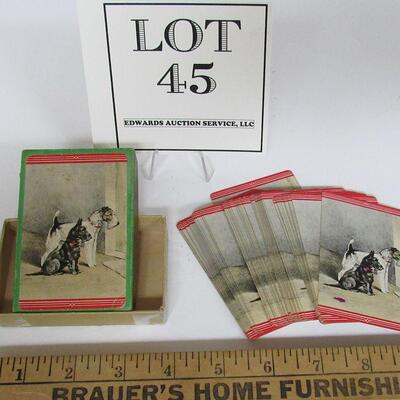 LOT
45
EDWARDS AUCTION SERVICE, LLC
1 2 3 4 5 6 7 8
BRAUER'S HOME FURNISHI